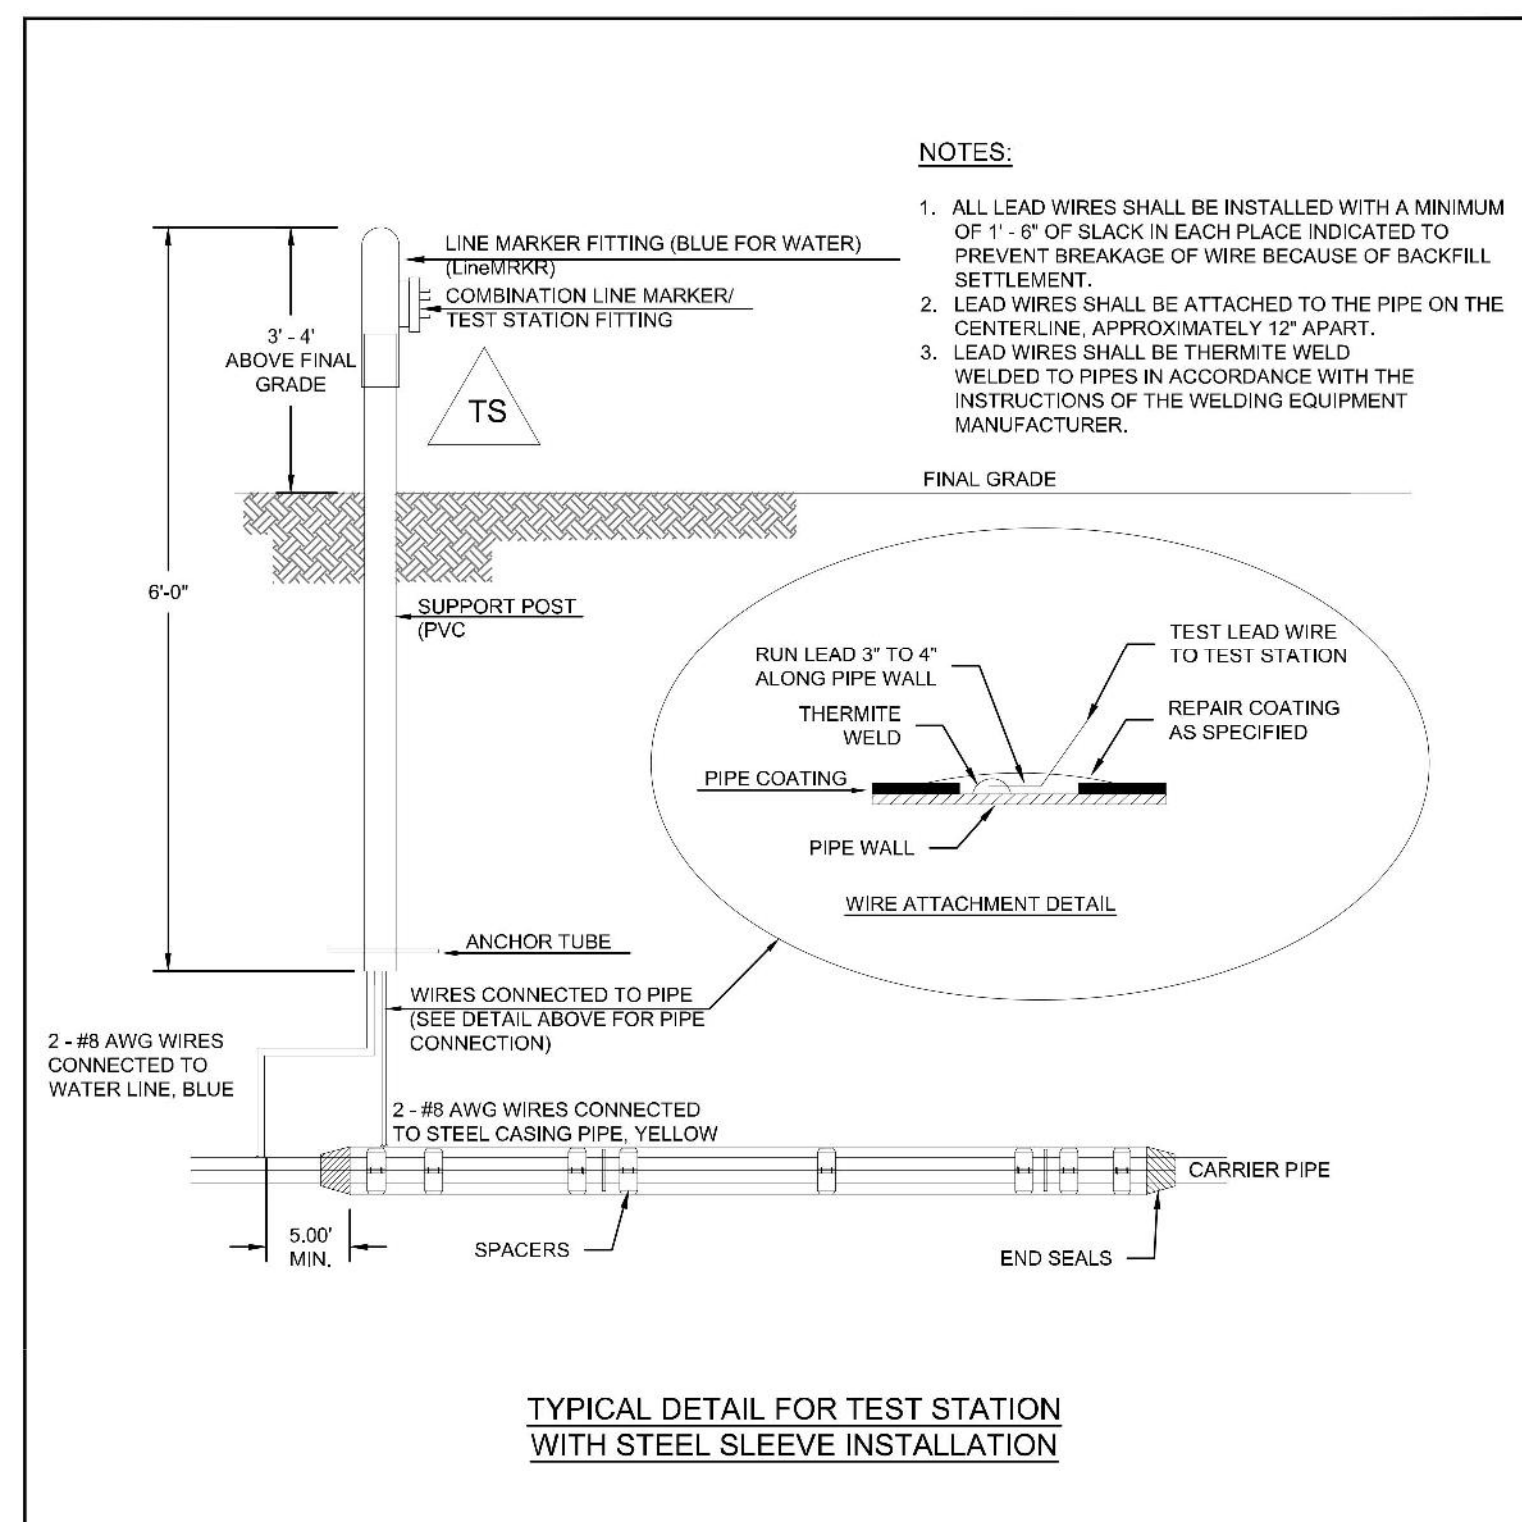 NOTES:
1. ALL LEAD WIRES SHALL BE INSTALLED WITH A MINIMUM
OF 1' - 6" OF SLACK IN EACH PLACE INDICATED TO
PREVENT BREAKAGE OF WIRE BECAUSE OF BACKFILL
SETTLEMENT.
2. LEAD WIRES SHALL BE ATTACHED TO THE PIPE ON THE
CENTERLINE, APPROXIMATELY 12" APART.
3. LEAD WIRES SHALL BE THERMITE WELD
WELDED TO PIPES IN ACCORDANCE WITH THE
INSTRUCTIONS OF THE WELDING EQUIPMENT
MANUFACTURER.
LINE MARKER FITTING (BLUE FOR WATER)
(LineMRKR)
COMBINATION LINE MARKER/
TEST STATION FITTING
3' - 4'
ABOVE FINAL
GRADE
TS
FINAL GRADE
6'-0"
SUPPORT POST
(PVC
RUN LEAD 3" TO 4"
ALONG PIPE WALL
TEST LEAD WIRE
TO TEST STATION
THERMITE
WELD
REPAIR COATING
AS SPECIFIED
PIPE COATING
PIPE WALL
WIRE ATTACHMENT DETAIL
ANCHOR TUBE
WIRES CONNECTED TO PIPE
(SEE DETAIL ABOVE FOR PIPE
CONNECTION)
2 - #8 AWG WIRES
CONNECTED TO
WATER LINE, BLUE
2 - #8 AWG WIRES CONNECTED
TO STEEL CASING PIPE, YELLOW
CARRIER PIPE
5.00'
MIN.
SPACERS
END SEALS
TYPICAL DETAIL FOR TEST STATION
WITH STEEL SLEEVE INSTALLATION